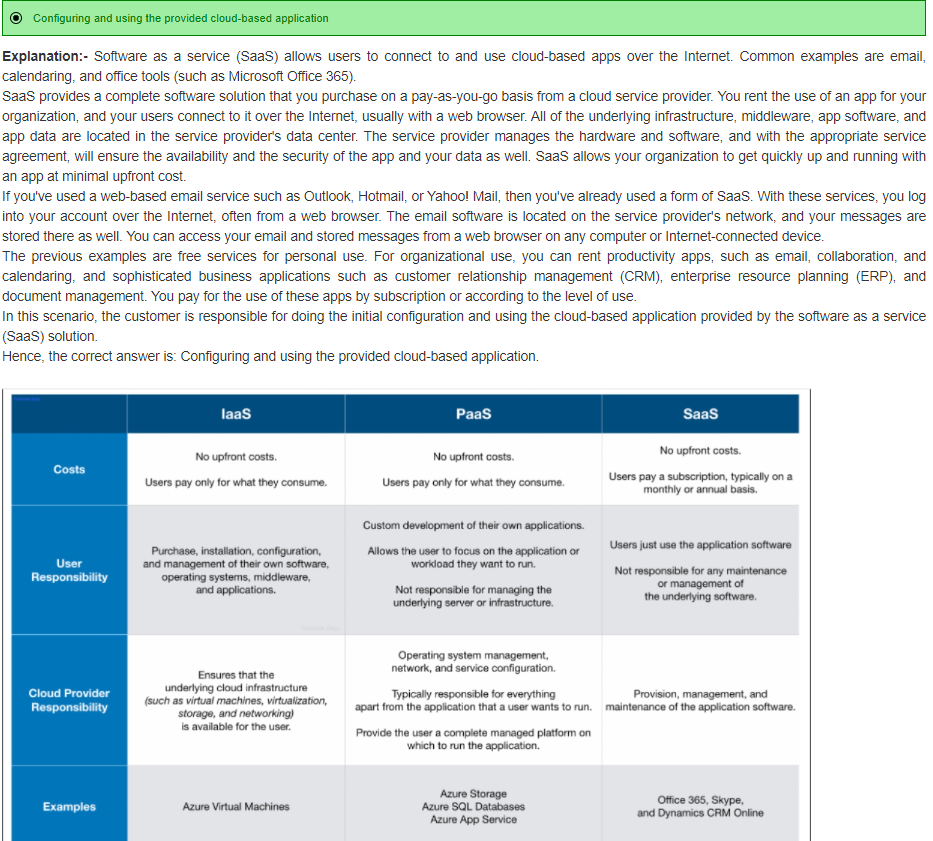 Configuring and using the provided cloud-based application
Explanation:- Software as a service (SaaS) allows users to connect to and use cloud-based apps over the Internet. Common examples are email,
calendaring, and office tools (such as Microsoft Office 365).
SaaS provides a complete software solution that you purchase on a pay-as-you-go basis from a cloud service provider. You rent the use of an app for your
organization, and your users connect to it over the Internet, usually with a web browser. All of the underlying infrastructure, middleware, app software, and
app data are located in the service provider's data center. The service provider manages the hardware and software, and with the appropriate service
agreement, will ensure the availability and the security of the app and your data as well. SaaS allows your organization to get quickly up and running with
an app at minimal upfront cost.
If you've used a web-based email service such as Outlook, Hotmail, or Yahoo! Mail, then you've already used a form of SaaS. With these services, you log
into your account over the Internet, often from a web browser. The email software is located on the service provider's network, and your messages are
stored there as well. You can access your email and stored messages from a web browser on any computer or Internet-connected device.
The previous examples are free services for personal use. For organizational use, you can rent productivity apps, such as email, collaboration, and
calendaring, and sophisticated business applications such as customer relationship management (CRM), enterprise resource planning (ERP), and
document management. You pay for the use of these apps by subscription or according to the level of use.
In this scenario, the customer is responsible for doing the initial configuration and using the cloud-based application provided by the software as a service
(SaaS) solution.
Hence, the correct answer is: Configuring and using the provided cloud-based application.
IaaS
PaaS
SaaS
Costs
No upfront costs.
Users pay only for what they consume.
No upfront costs.
Users pay only for what they consume.
No upfront costs.
Users pay a subscription, typically on a
monthly or annual basis.
User
Responsibility
Purchase, installation, configuration,
and management of their own software,
operating systems, middleware,
and applications.
Custom development of their own applications.
Allows the user to focus on the application or
workload they want to run.
Not responsible for managing the
underlying server or infrastructure.
Users just use the application software
Not responsible for any maintenance
or management of
the underlying software.
Cloud Provider
Responsibility
Ensures that the
underlying cloud infrastructure
(such as virtual machines, virtualization,
storage, and networking)
is available for the user.
Operating system management,
network, and service configuration.
Typically responsible for everything
apart from the application that a user wants to run.
Provide the user a complete managed platform on
which to run the application.
Provision, management, and
maintenance of the application software.
Examples
Azure Virtual Machines
Azure Storage
Azure SQL Databases
Azure App Service
Office 365, Skype,
and Dynamics CRM Online